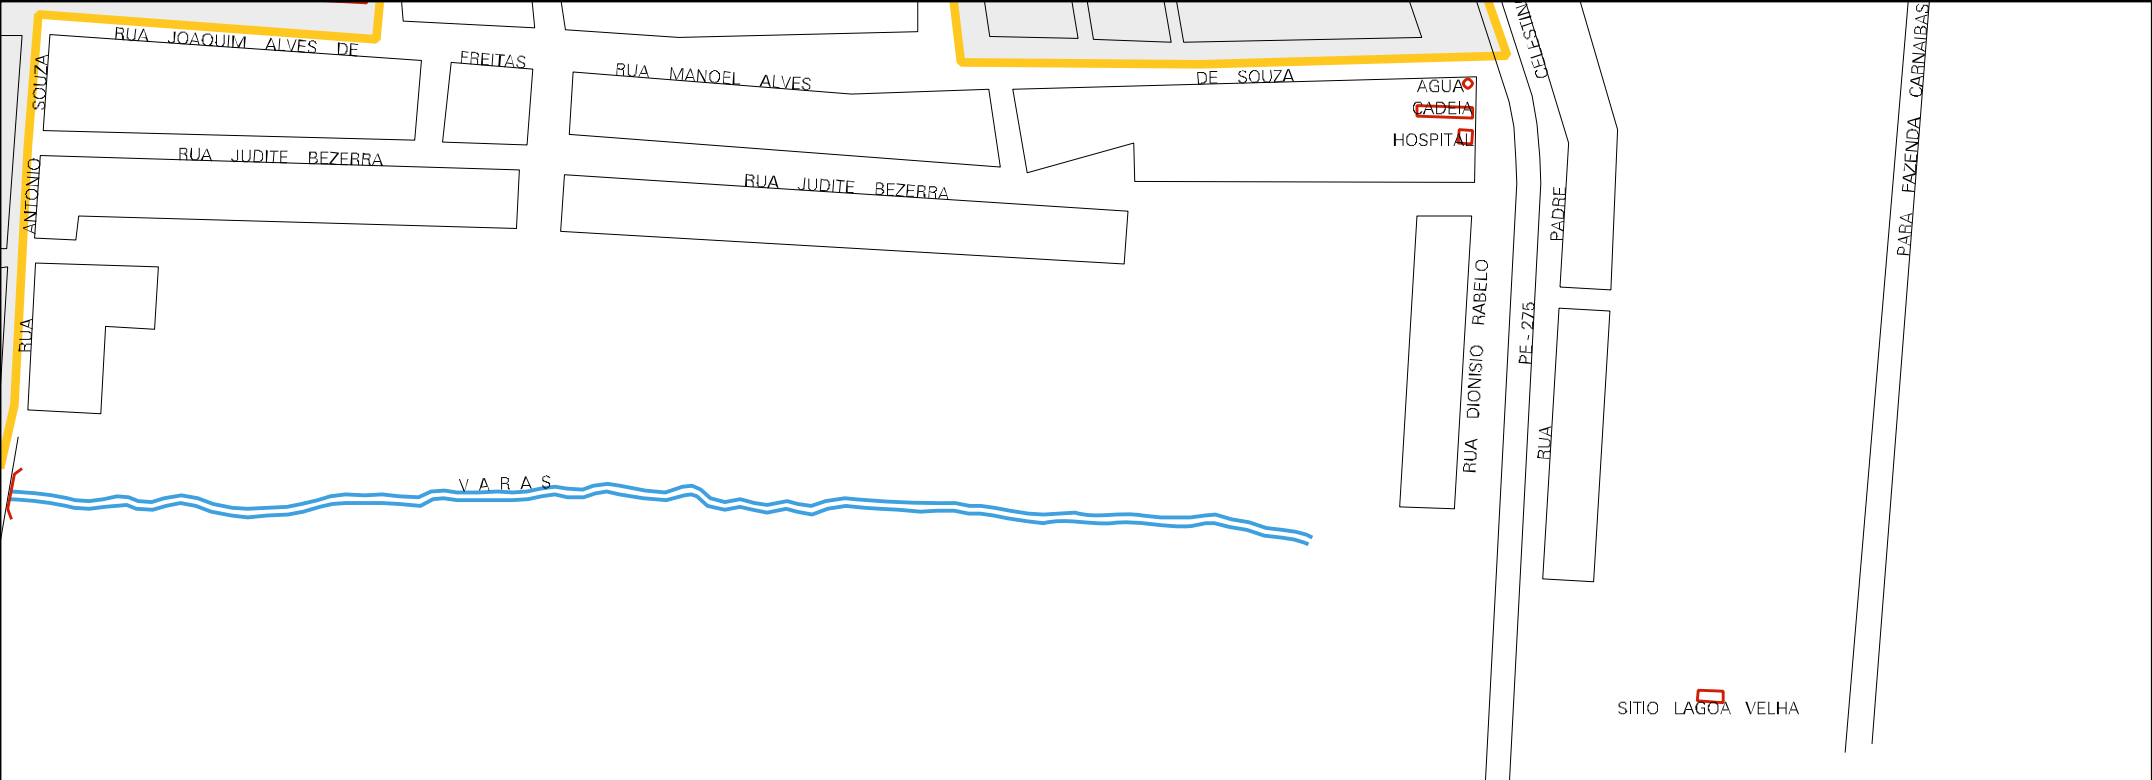 RUA JOAQUIM ALVES DE
FREITAS
RUA MANOEL ALVES
DE SOUZA
AGUA
CADEIA
HOSPITAL
RUA JUDITE BEZERRA
RUA JUDITE BEZERRA
RUA ANTONIO SOUZA
VARAS
RUA DIONISIO RABELO
PE - 275
RUA PADRE
PARA FAZENDA CARNAIBAS
SITIO LAGOA VELHA